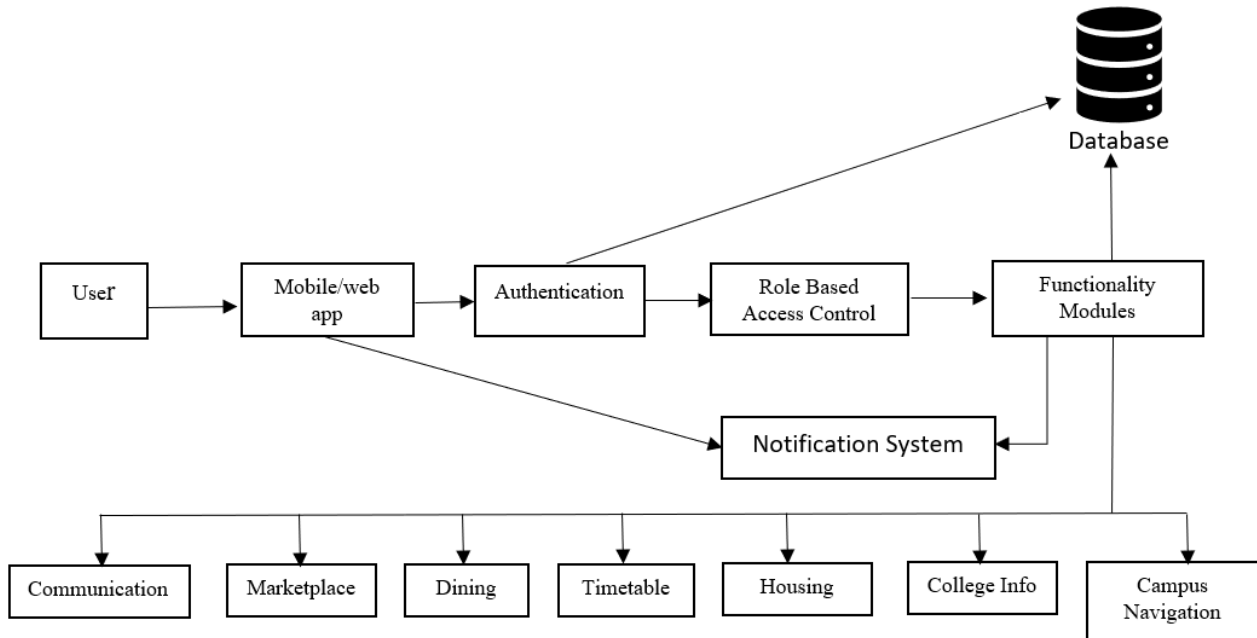 Database
User
Mobile/web
app
Authentication
Role Based
Access Control
Functionality
Modules
Notification System
Communication
Marketplace
Dining
Timetable
Housing
College Info
Campus
Navigation